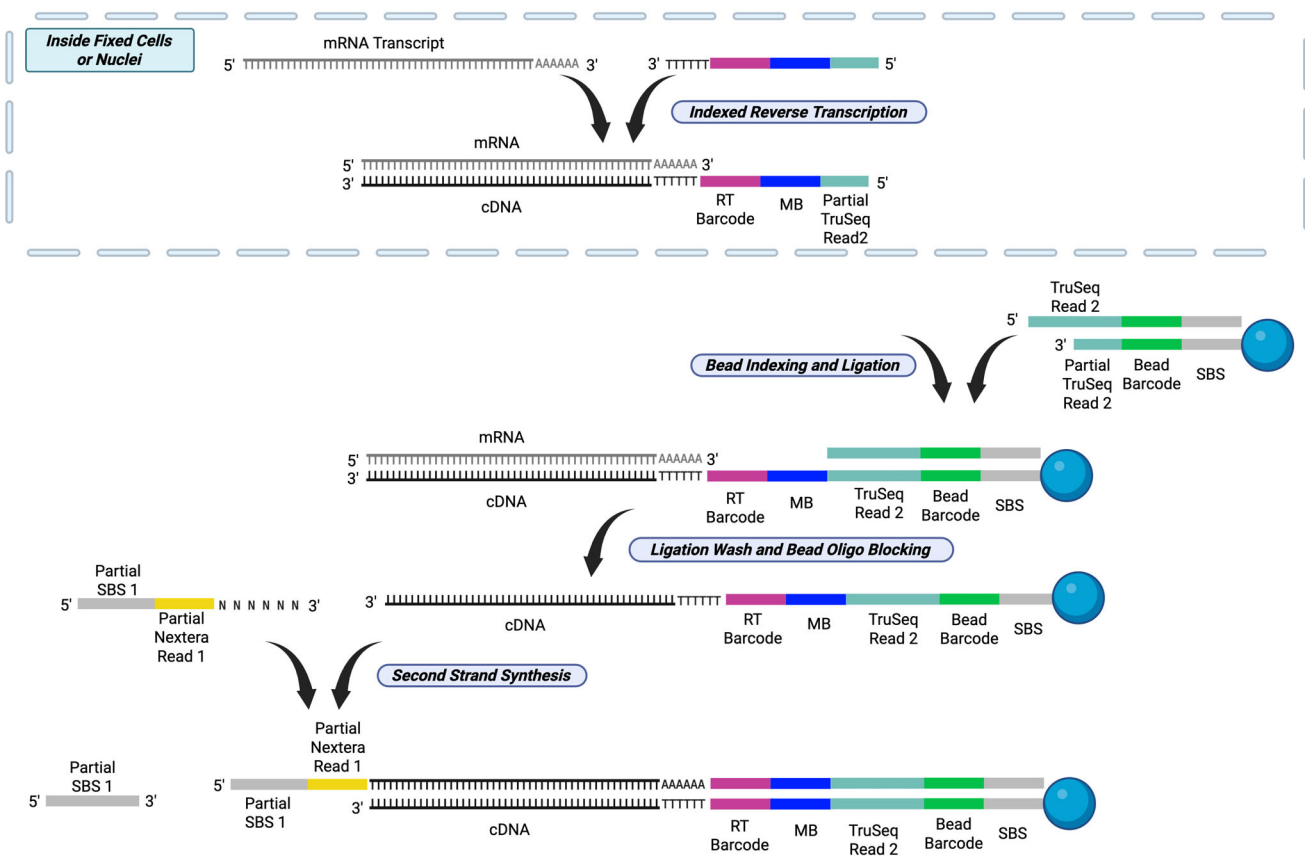 Inside Fixed Cells
or Nuclei
mRNA Transcript
5'
AAAAAA
3'
3'
TTTTTT
5'
Indexed Reverse Transcription
mRNA
5'
AAAAAA
3'
3'
TTTTTT
5'
cDNA
RT
Barcode
MB
Partial
TruSeq
Read2
TruSeq
Read 2
5'
3'
Partial
TruSeq
Read 2
Bead
Barcode
SBS
Bead Indexing and Ligation
mRNA
5'
AAAAAA
3'
3'
TTTTTT
cDNA
RT
Barcode
MB
TruSeq
Read 2
Bead
Barcode
SBS
Ligation Wash and Bead Oligo Blocking
Partial
SBS 1
5'
N N N N N N
3'
Partial
Nextera
Read 1
3'
TTTTTT
cDNA
RT
Barcode
MB
TruSeq
Read 2
Bead
Barcode
SBS
Second Strand Synthesis
Partial
Nextera
Read 1
Partial
SBS 1
5'
3'
5'
AAAAAA
Partial
SBS 1
3'
TTTTTT
cDNA
RT
Barcode
MB
TruSeq
Read 2
Bead
Barcode
SBS